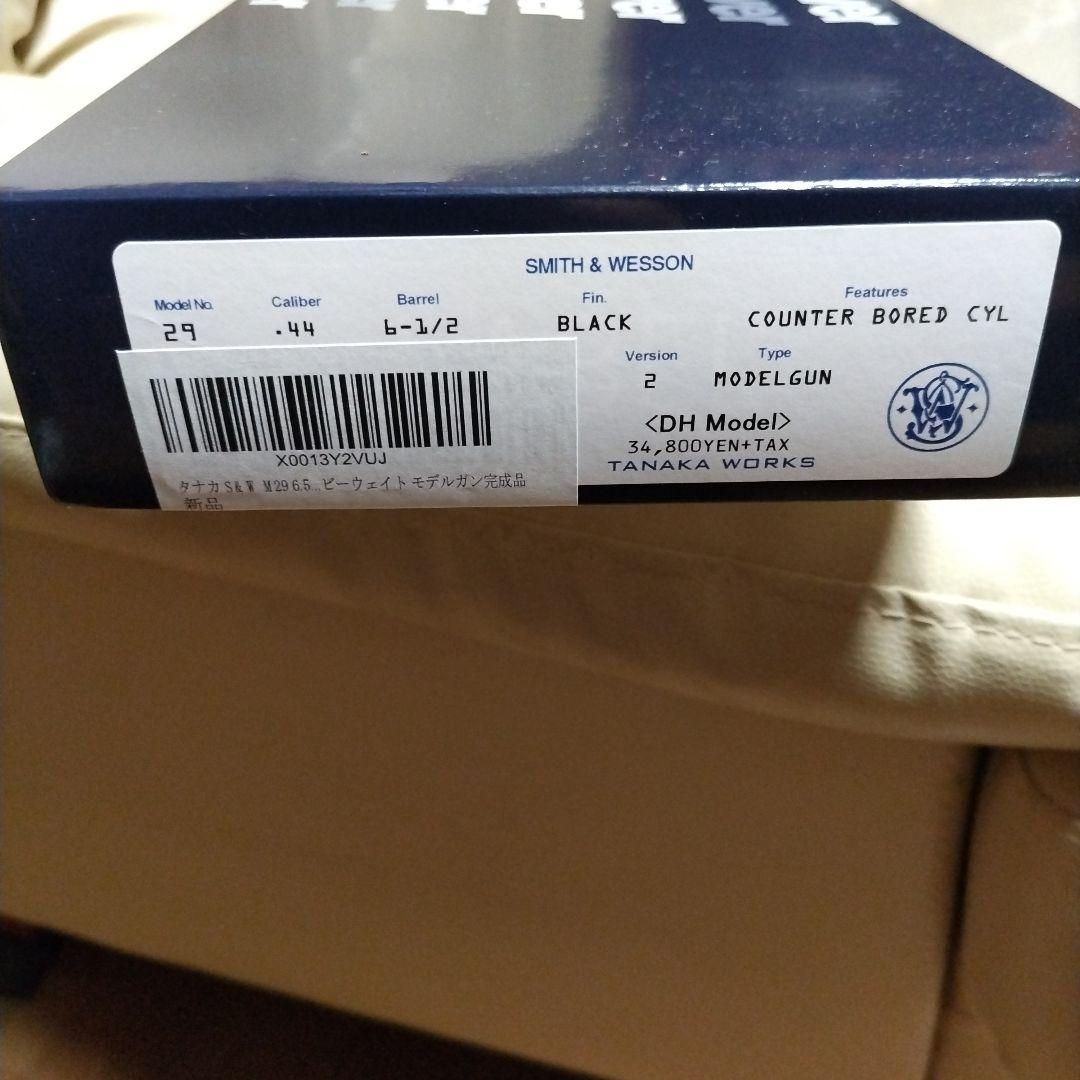 SMITH & WESSON
Model No. Caliber Barrel Fin. Features
29 .44 6-1/2 BLACK COUNTER BORED CYL
Version Type
2 MODELGUN
<DH Model>
34,800YEN+TAX
TANAKA WORKS
X0013Y2VUJ
タナカ S&W M29 6.5...ビーウェイト モデルガン完成品
新品